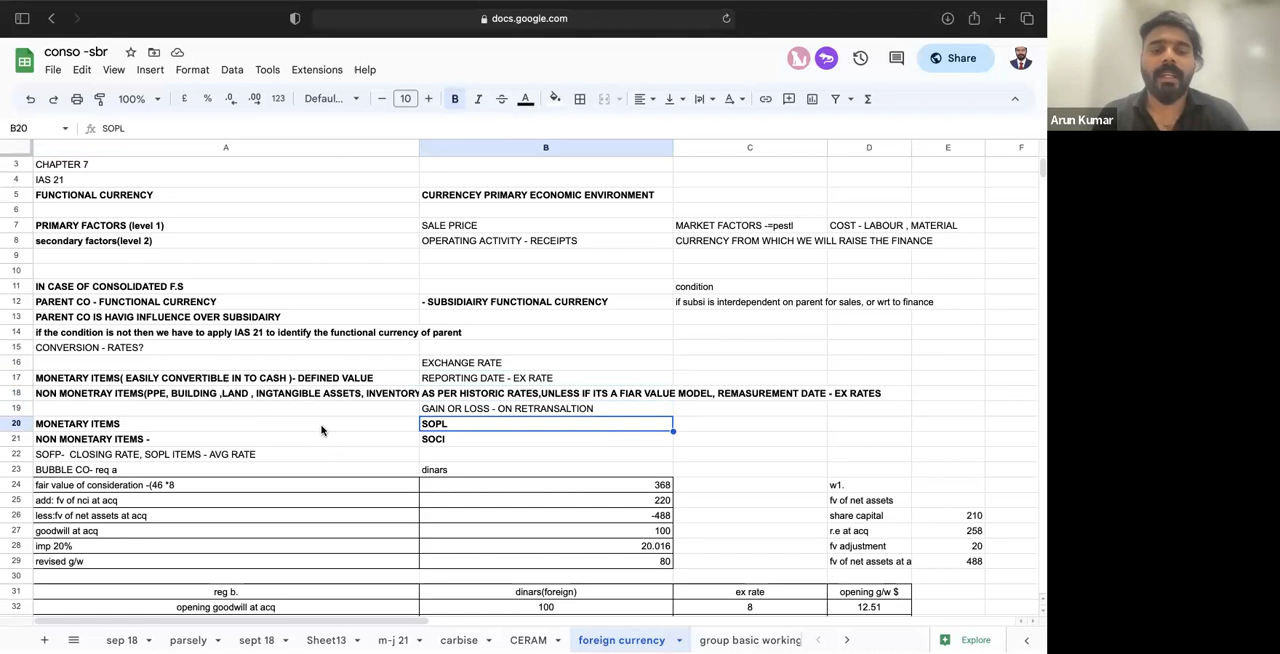 docs.google.com
conso -sbr
File Edit View Insert Format Data Tools Extensions Help
Share
100% £ % .0 .00 123 Defaul... 10 B I A
B20 fx SOPL
A B C D E F
3 CHAPTER 7
4 IAS 21
5 FUNCTIONAL CURRENCY CURRENCEY PRIMARY ECONOMIC ENVIRONMENT
6
7 PRIMARY FACTORS (level 1) SALE PRICE MARKET FACTORS -=pestl COST - LABOUR , MATERIAL
8 secondary factors(level 2) OPERATING ACTIVITY - RECEIPTS CURRENCY FROM WHICH WE WILL RAISE THE FINANCE
9
10
11 IN CASE OF CONSOLIDATED F.S condition
12 PARENT CO - FUNCTIONAL CURRENCY - SUBSIDIAIRY FUNCTIONAL CURRENCY if subsi is interdependent on parent for sales, or wrt to finance
13 PARENT CO IS HAVIG INFLUENCE OVER SUBSIDAIRY
14 if the condition is not then we have to apply IAS 21 to identify the functional currency of parent
15 CONVERSION - RATES?
16 EXCHANGE RATE
17 MONETARY ITEMS( EASILY CONVERTIBLE IN TO CASH )- DEFINED VALUE REPORTING DATE - EX RATE
18 NON MONETRAY ITEMS(PPE, BUILDING ,LAND , INGTANGIBLE ASSETS, INVENTORY AS PER HISTORIC RATES,UNLESS IF ITS A FIAR VALUE MODEL, REMASUREMENT DATE - EX RATES
19 GAIN OR LOSS - ON RETRANSALTION
20 MONETARY ITEMS SOPL
21 NON MONETARY ITEMS - SOCI
22 SOFP- CLOSING RATE, SOPL ITEMS - AVG RATE
23 BUBBLE CO- req a dinars
24 fair value of consideration -(46 *8 368 w1.
25 add: fv of nci at acq 220 fv of net assets
26 less:fv of net assets at acq -488 share capital 210
27 goodwill at acq 100 r.e at acq 258
28 imp 20% 20.016 fv adjustment 20
29 revised g/w 80 fv of net assets at a 488
30
31 req b. dinars(foreign) ex rate opening g/w $
32 opening goodwill at acq 100 8 12.51
sep 18 parsely sept 18 Sheet13 m-j 21 carbise CERAM foreign currency group basic working Explore
Arun Kumar